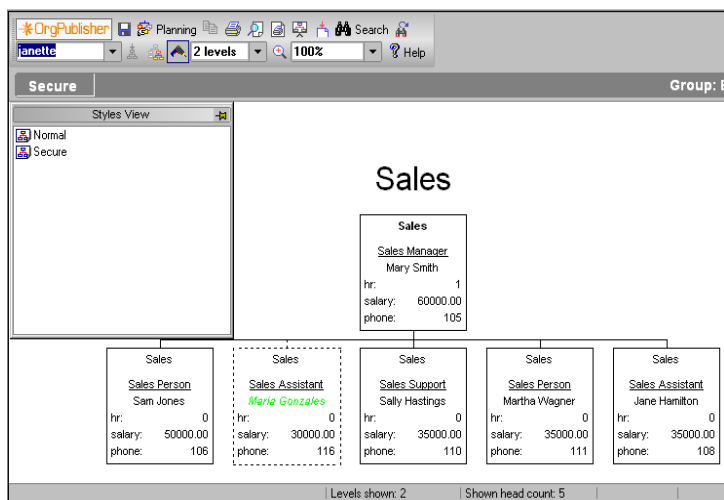 OrgPublisher Planning Search
janette 2 levels 100% Help
Secure Group: E
Styles View
Normal
Secure
Sales
Sales
Sales Manager
Mary Smith
hr: 1
salary: 60000.00
phone: 105
Sales Sales Sales Sales Sales
Sales Person Sales Assistant Sales Support Sales Person Sales Assistant
Sam Jones Maria Gonzales Sally Hastings Martha Wagner Jane Hamilton
hr: 0 hr: 0 hr: 0 hr: 0 hr: 0
salary: 50000.00 salary: 30000.00 salary: 35000.00 salary: 35000.00 salary: 35000.00
phone: 106 phone: 116 phone: 110 phone: 111 phone: 108
Levels shown: 2 Shown head count: 5